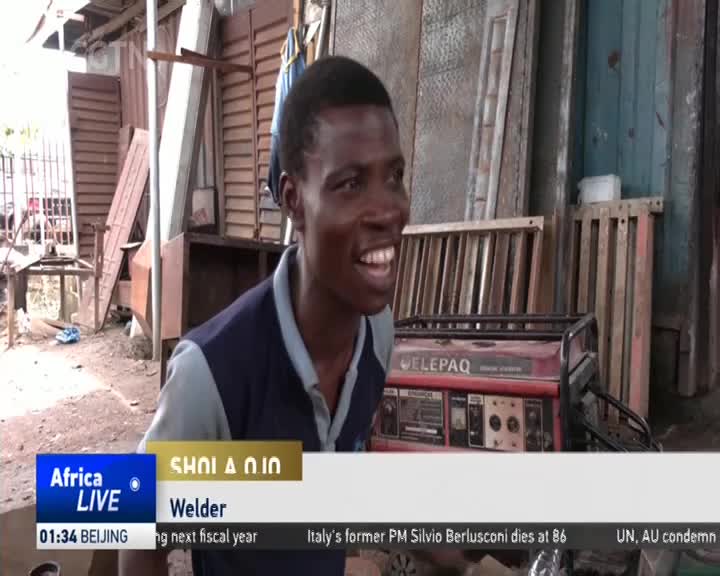 CGTN
ELEPAQ
SHOLA OJO
Africa
LIVE
Welder
01:34 BEIJING
ng next fiscal year Italy's former PM Silvio Berlusconi dies at 86 UN, AU condemn